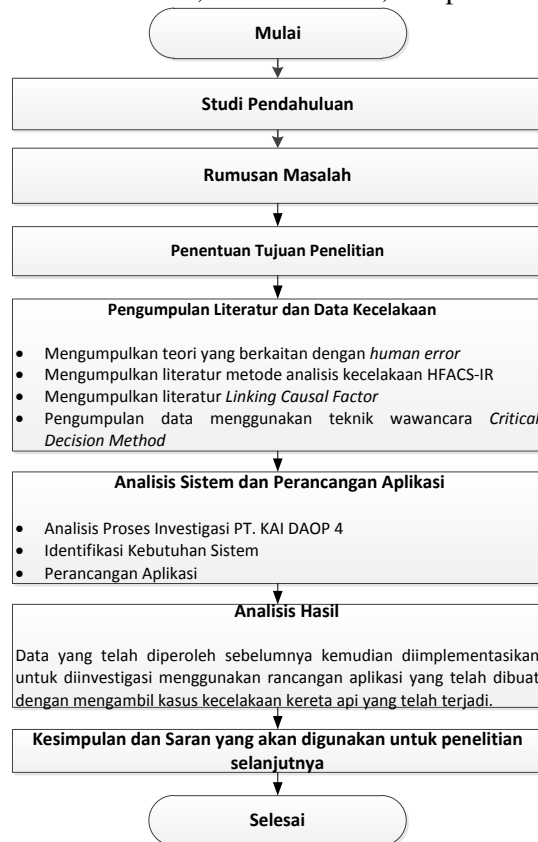 Mulai
Studi Pendahuluan
Rumusan Masalah
Penentuan Tujuan Penelitian
Pengumpulan Literatur dan Data Kecelakaan
• Mengumpulkan teori yang berkaitan dengan human error
• Mengumpulkan literatur metode analisis kecelakaan HFACS-IR
• Mengumpulkan literatur Linking Causal Factor
• Pengumpulan data menggunakan teknik wawancara Critical
Decision Method
Analisis Sistem dan Perancangan Aplikasi
• Analisis Proses Investigasi PT. KAI DAOP 4
• Identifikasi Kebutuhan Sistem
• Perancangan Aplikasi
Analisis Hasil
Data yang telah diperoleh sebelumnya kemudian diimplementasikan
untuk diinvestigasi menggunakan rancangan aplikasi yang telah dibuat
dengan mengambil kasus kecelakaan kereta api yang telah terjadi.
Kesimpulan dan Saran yang akan digunakan untuk penelitian
selanjutnya
Selesai